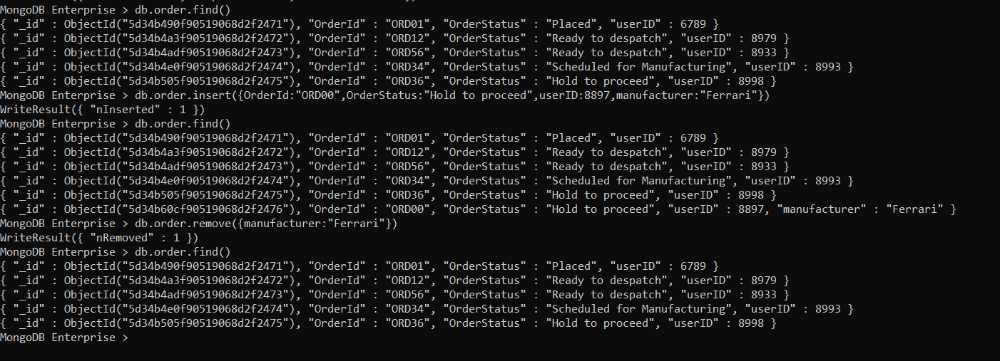 MongoDB Enterprise > db.order.find()
{ "_id" : ObjectId("5d34b490f90519068d2f2471"), "OrderId" : "ORD01", "OrderStatus" : "Placed", "userID" : 6789 }
{ "_id" : ObjectId("5d34b4a3f90519068d2f2472"), "OrderId" : "ORD12", "OrderStatus" : "Ready to despatch", "userID" : 8979 }
{ "_id" : ObjectId("5d34b4adf90519068d2f2473"), "OrderId" : "ORD56", "OrderStatus" : "Ready to despatch", "userID" : 8933 }
{ "_id" : ObjectId("5d34b4e0f90519068d2f2474"), "OrderId" : "ORD34", "OrderStatus" : "Scheduled for Manufacturing", "userID" : 8993 }
{ "_id" : ObjectId("5d34b505f90519068d2f2475"), "OrderId" : "ORD36", "OrderStatus" : "Hold to proceed", "userID" : 8998 }
MongoDB Enterprise > db.order.insert({OrderId:"ORD00",OrderStatus:"Hold to proceed",userID:8897,manufacturer:"Ferrari"})
WriteResult({ "nInserted" : 1 })
MongoDB Enterprise > db.order.find()
{ "_id" : ObjectId("5d34b490f90519068d2f2471"), "OrderId" : "ORD01", "OrderStatus" : "Placed", "userID" : 6789 }
{ "_id" : ObjectId("5d34b4a3f90519068d2f2472"), "OrderId" : "ORD12", "OrderStatus" : "Ready to despatch", "userID" : 8979 }
{ "_id" : ObjectId("5d34b4adf90519068d2f2473"), "OrderId" : "ORD56", "OrderStatus" : "Ready to despatch", "userID" : 8933 }
{ "_id" : ObjectId("5d34b4e0f90519068d2f2474"), "OrderId" : "ORD34", "OrderStatus" : "Scheduled for Manufacturing", "userID" : 8993 }
{ "_id" : ObjectId("5d34b505f90519068d2f2475"), "OrderId" : "ORD36", "OrderStatus" : "Hold to proceed", "userID" : 8998 }
{ "_id" : ObjectId("5d34b60cf90519068d2f2476"), "OrderId" : "ORD00", "OrderStatus" : "Hold to proceed", "userID" : 8897, "manufacturer" : "Ferrari" }
MongoDB Enterprise > db.order.remove({manufacturer:"Ferrari"})
WriteResult({ "nRemoved" : 1 })
MongoDB Enterprise > db.order.find()
{ "_id" : ObjectId("5d34b490f90519068d2f2471"), "OrderId" : "ORD01", "OrderStatus" : "Placed", "userID" : 6789 }
{ "_id" : ObjectId("5d34b4a3f90519068d2f2472"), "OrderId" : "ORD12", "OrderStatus" : "Ready to despatch", "userID" : 8979 }
{ "_id" : ObjectId("5d34b4adf90519068d2f2473"), "OrderId" : "ORD56", "OrderStatus" : "Ready to despatch", "userID" : 8933 }
{ "_id" : ObjectId("5d34b4e0f90519068d2f2474"), "OrderId" : "ORD34", "OrderStatus" : "Scheduled for Manufacturing", "userID" : 8993 }
{ "_id" : ObjectId("5d34b505f90519068d2f2475"), "OrderId" : "ORD36", "OrderStatus" : "Hold to proceed", "userID" : 8998 }
MongoDB Enterprise >